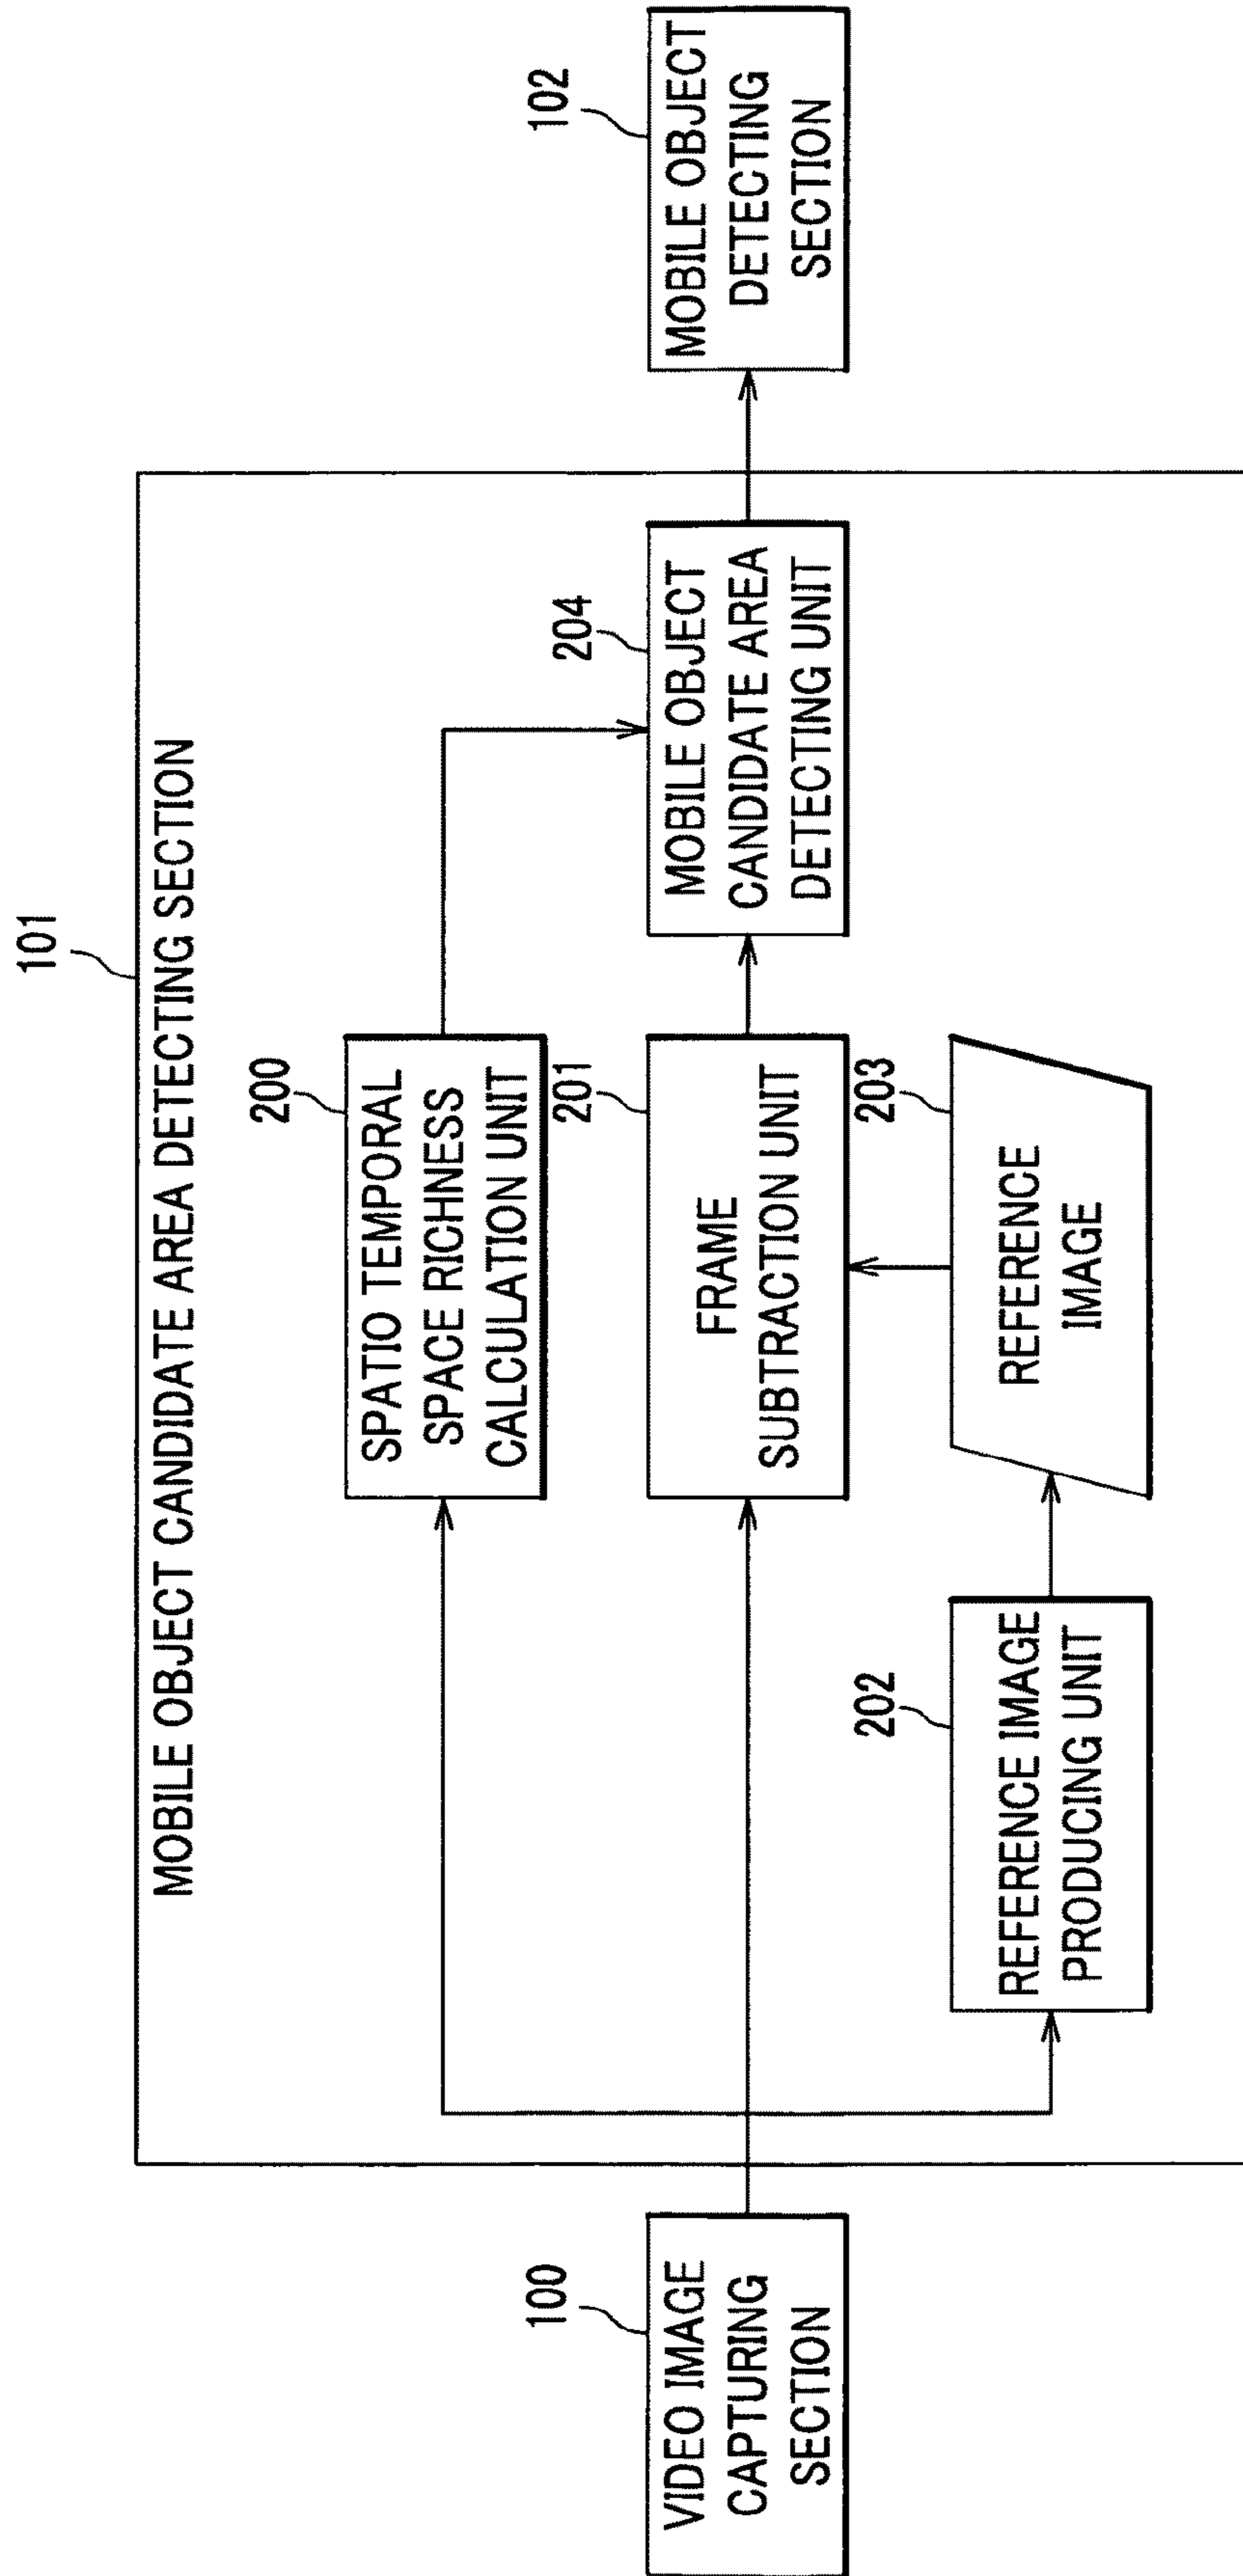 101
MOBILE OBJECT CANDIDATE AREA DETECTING SECTION
100
VIDEO IMAGE
CAPTURING
SECTION
200
SPATIO TEMPORAL
SPACE RICHNESS
CALCULATION UNIT
201
FRAME
SUBTRACTION UNIT
202
REFERENCE IMAGE
PRODUCING UNIT
203
REFERENCE
IMAGE
204
MOBILE OBJECT
CANDIDATE AREA
DETECTING UNIT
102
MOBILE OBJECT
DETECTING
SECTION